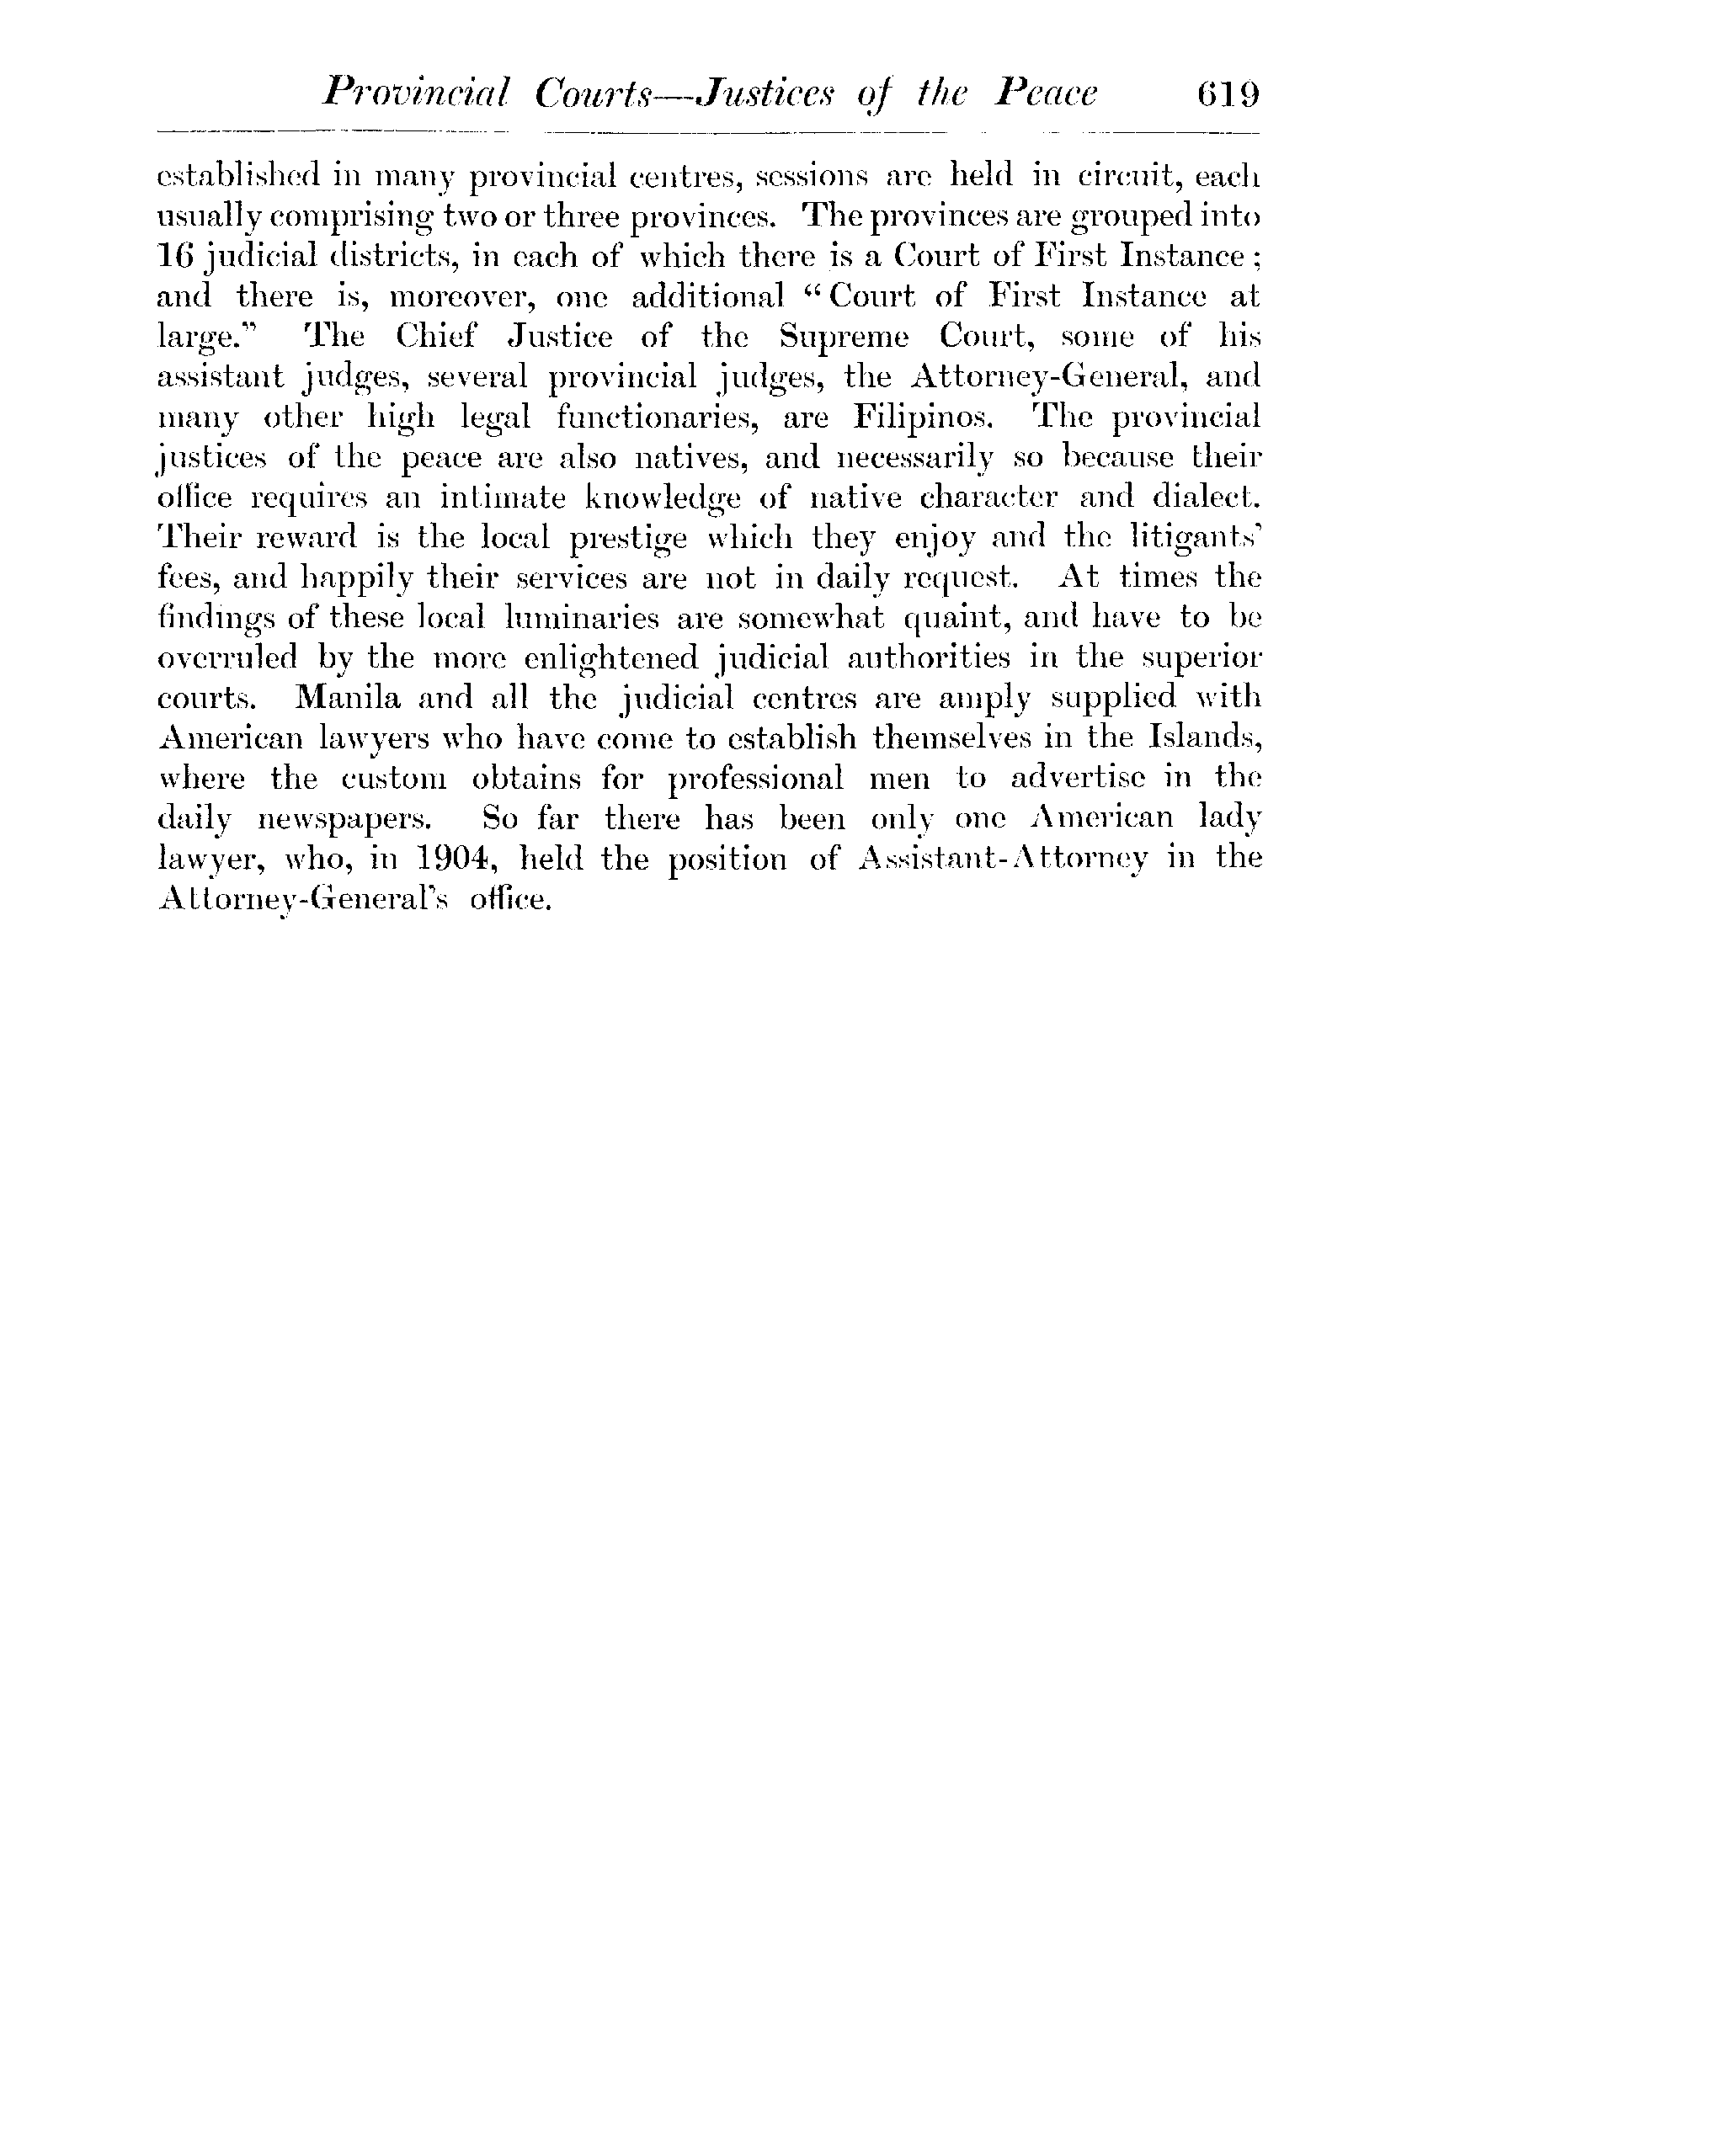 Provincial Courts—Justices of the Peace 619
established in many provincial centres, sessions are held in circuit, each
usually comprising two or three provinces. The provinces are grouped into
16 judicial districts, in each of which there is a Court of First Instance;
and there is, moreover, one additional “Court of First Instance at
large.” The Chief Justice of the Supreme Court, some of his
assistant judges, several provincial judges, the Attorney-General, and
many other high legal functionaries, are Filipinos. The provincial
justices of the peace are also natives, and necessarily so because their
office requires an intimate knowledge of native character and dialect.
Their reward is the local prestige which they enjoy and the litigants’
fees, and happily their services are not in daily request. At times the
findings of these local luminaries are somewhat quaint, and have to be
overruled by the more enlightened judicial authorities in the superior
courts. Manila and all the judicial centres are amply supplied with
American lawyers who have come to establish themselves in the Islands,
where the custom obtains for professional men to advertise in the
daily newspapers. So far there has been only one American lady
lawyer, who, in 1904, held the position of Assistant-Attorney in the
Attorney-General’s office.